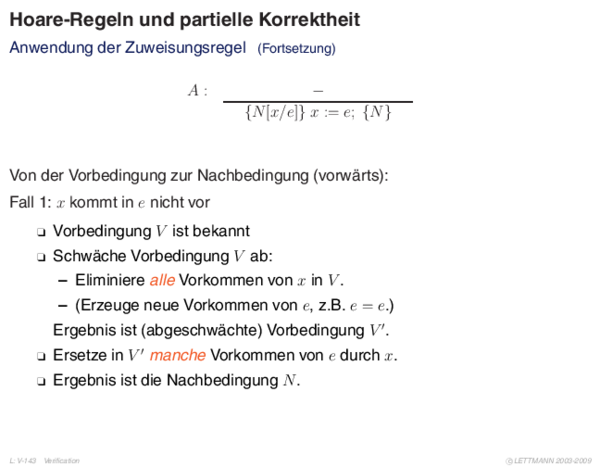 Hoare-Regeln und partielle Korrektheit
Anwendung der Zuweisungsregel (Fortsetzung)
A : –
{N[x/e]} x := e; {N}
Von der Vorbedingung zur Nachbedingung (vorwärts):
Fall 1: x kommt in e nicht vor
❑ Vorbedingung V ist bekannt
❑ Schwäche Vorbedingung V ab:
– Eliminiere alle Vorkommen von x in V.
– (Erzeuge neue Vorkommen von e, z.B. e = e.)
Ergebnis ist (abgeschwächte) Vorbedingung V′.
❑ Ersetze in V′ manche Vorkommen von e durch x.
❑ Ergebnis ist die Nachbedingung N.
L: V-143 Verification ©LETTMANN 2003-2009